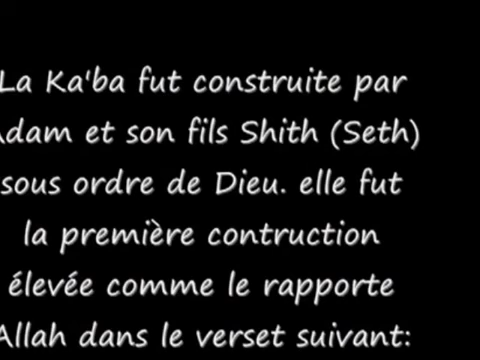 La Ka'ba fut construite par
Adam et son fils Shith (Seth)
sous ordre de Dieu. elle fut
la première contruction
élevée comme le rapporte
Allah dans le verset suivant: